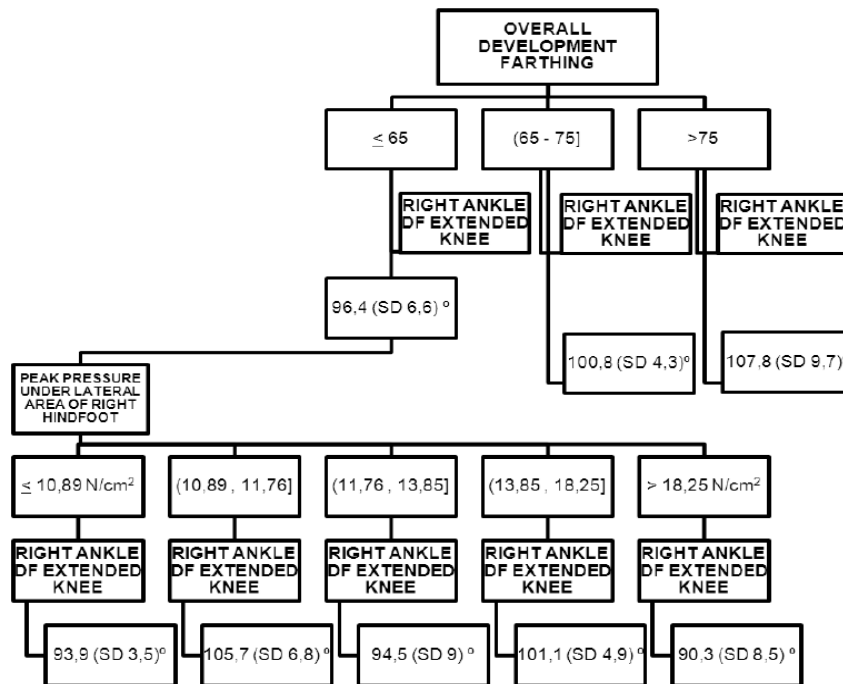 OVERALL
DEVELOPMENT
FARTHING
≤ 65
(65 - 75]
>75
RIGHT ANKLE
DF EXTENDED
KNEE
RIGHT ANKLE
DF EXTENDED
KNEE
RIGHT ANKLE
DF EXTENDED
KNEE
96,4 (SD 6,6) º
100,8 (SD 4,3)º
107,8 (SD 9,7)º
PEAK PRESSURE
UNDER LATERAL
AREA OF RIGHT
HINDFOOT
≤ 10,89 N/cm²
(10,89 , 11,76]
(11,76 , 13,85]
(13,85 , 18,25]
> 18,25 N/cm²
RIGHT ANKLE
DF EXTENDED
KNEE
RIGHT ANKLE
DF EXTENDED
KNEE
RIGHT ANKLE
DF EXTENDED
KNEE
RIGHT ANKLE
DF EXTENDED
KNEE
RIGHT ANKLE
DF EXTENDED
KNEE
93,9 (SD 3,5)º
105,7 (SD 6,8) º
94,5 (SD 9) º
101,1 (SD 4,9) º
90,3 (SD 8,5) º